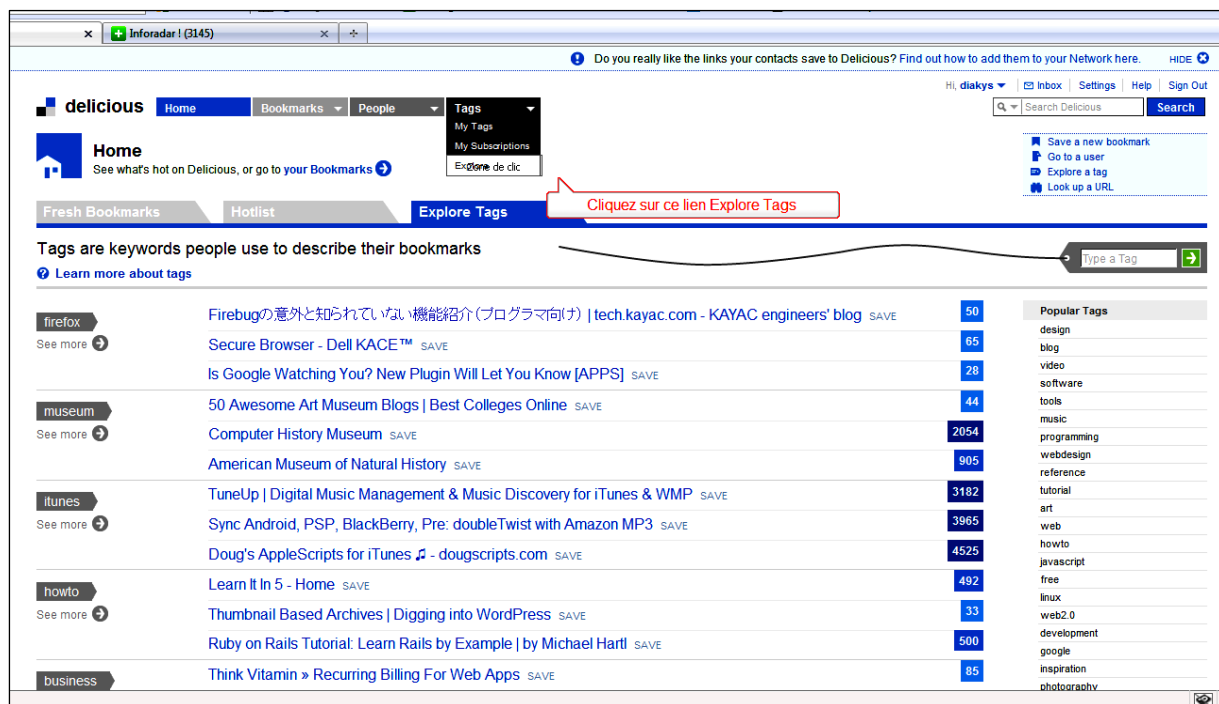 Inforadar ! (3145)
Do you really like the links your contacts save to Delicious? Find out how to add them to your Network here. HIDE
Hi, diakys Inbox Settings Help Sign Out
delicious Home Bookmarks People Tags Search Delicious Search
My Tags
My Subscriptions
Zone de clic
Home
See what's hot on Delicious, or go to your Bookmarks
Save a new bookmark
Go to a user
Explore a tag
Look up a URL
Cliquez sur ce lien Explore Tags
Fresh Bookmarks Hotlist Explore Tags
Tags are keywords people use to describe their bookmarks
Type a Tag
Learn more about tags
firefox
See more
Firebugの意外と知られていない機能紹介(プログラマ向け) | tech.kayac.com - KAYAC engineers' blog SAVE 50
Secure Browser - Dell KACE™ SAVE 65
Is Google Watching You? New Plugin Will Let You Know [APPS] SAVE 28
museum
See more
50 Awesome Art Museum Blogs | Best Colleges Online SAVE 44
Computer History Museum SAVE 2054
American Museum of Natural History SAVE 905
itunes
See more
TuneUp | Digital Music Management & Music Discovery for iTunes & WMP SAVE 3182
Sync Android, PSP, BlackBerry, Pre: doubleTwist with Amazon MP3 SAVE 3965
Doug's AppleScripts for iTunes ♫ - dougscripts.com SAVE 4525
howto
See more
Learn It In 5 - Home SAVE 492
Thumbnail Based Archives | Digging into WordPress SAVE 33
Ruby on Rails Tutorial: Learn Rails by Example | by Michael Hartl SAVE 500
business
Think Vitamin » Recurring Billing For Web Apps SAVE 85
Popular Tags
design
blog
video
software
tools
music
programming
webdesign
reference
tutorial
art
web
howto
javascript
free
linux
web2.0
development
google
inspiration
photography